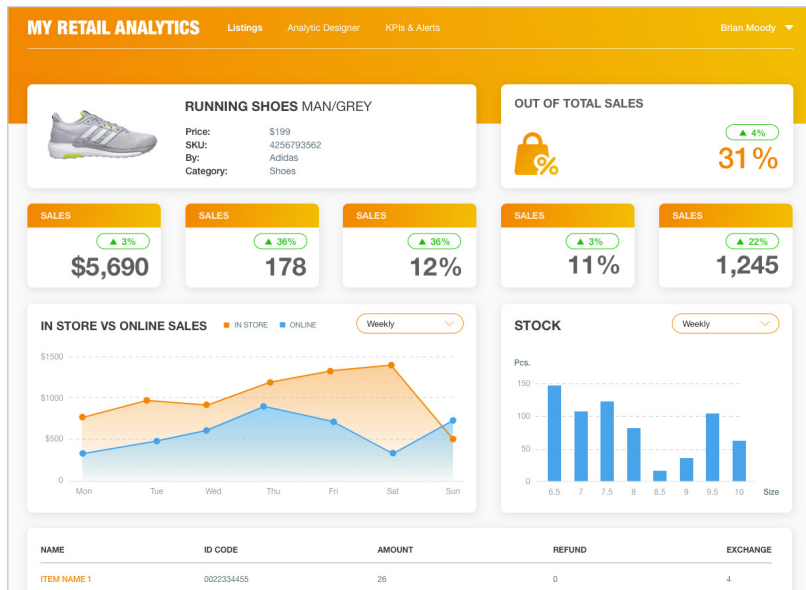 MY RETAIL ANALYTICS Listings Analytic Designer KPIs & Alerts Brian Moody
RUNNING SHOES MAN/GREY
Price: $199
SKU: 4256793562
By: Adidas
Category: Shoes
OUT OF TOTAL SALES
4%
31%
SALES
3%
$5,690
SALES
36%
178
SALES
36%
12%
SALES
3%
11%
SALES
22%
1,245
IN STORE VS ONLINE SALES IN STORE ONLINE Weekly
$1500
$1000
$500
0
Mon Tue Wed Thu Fri Sat Sun
STOCK Weekly
Pcs.
150
100
50
0
6.5 7 7.5 8 8.5 9 9.5 10 Size
NAME ID CODE AMOUNT REFUND EXCHANGE
ITEM NAME 1 0022334455 26 0 4